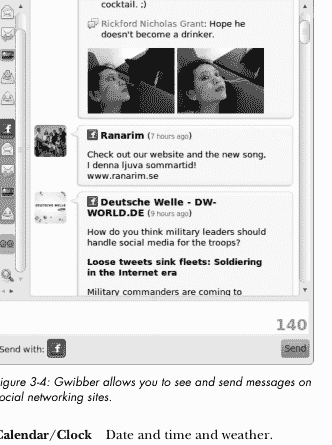 cocktail. ;)
Rickford Nicholas Grant: Hope he
doesn't become a drinker.
Ranarim (7 hours ago)
Check out our website and the new song,
I denna ljuva sommartid!
www.ranarim.se
Deutsche Welle - DW-
WORLD.DE (9 hours ago)
DEUTSCHE WELLE
How do you think military leaders should
handle social media for the troops?
Loose tweets sink fleets: Soldiering
in the Internet era
Military commanders are coming to
140
Send with:
Send
igure 3-4: Gwibber allows you to see and send messages on
ocial networking sites.
Calendar/Clock Date and time and weather.